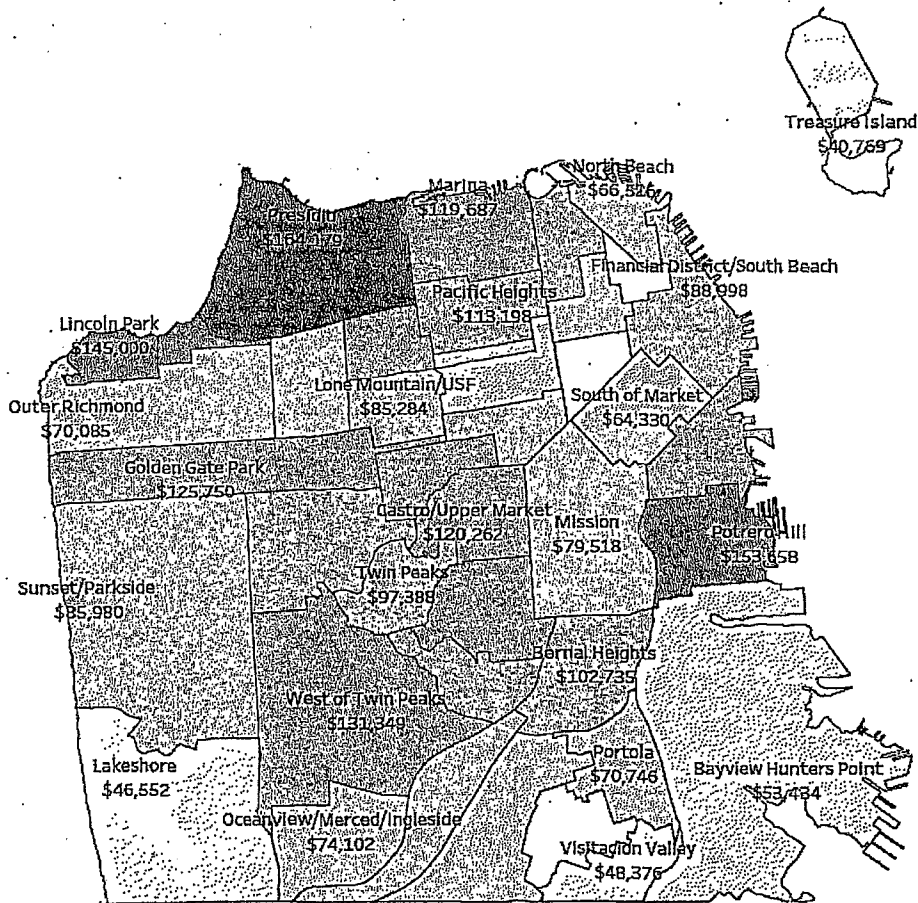 Treasure Island
$40,769
North Beach
Marina
$119,687
Presidio
$164,179
Financial District/South Beach
$88,998
Pacific Heights
$113,198
Lincoln Park
$145,000
Lone Mountain/USF
$85,284
South of Market
$64,330
Outer Richmond
$70,085
Golden Gate Park
$125,750
Castro/Upper Market
$120,262
Mission
$79,518
Potrero Hill
$153,658
Twin Peaks
$97,388
Sunset/Parkside
$85,980
Bernal Heights
$102,735
West of Twin Peaks
$131,349
Portola
$70,746
Lakeshore
$46,552
Bayview Hunters Point
$53,434
Oceanview/Merced/Ingleside
$74,102
Visitacion Valley
$48,376